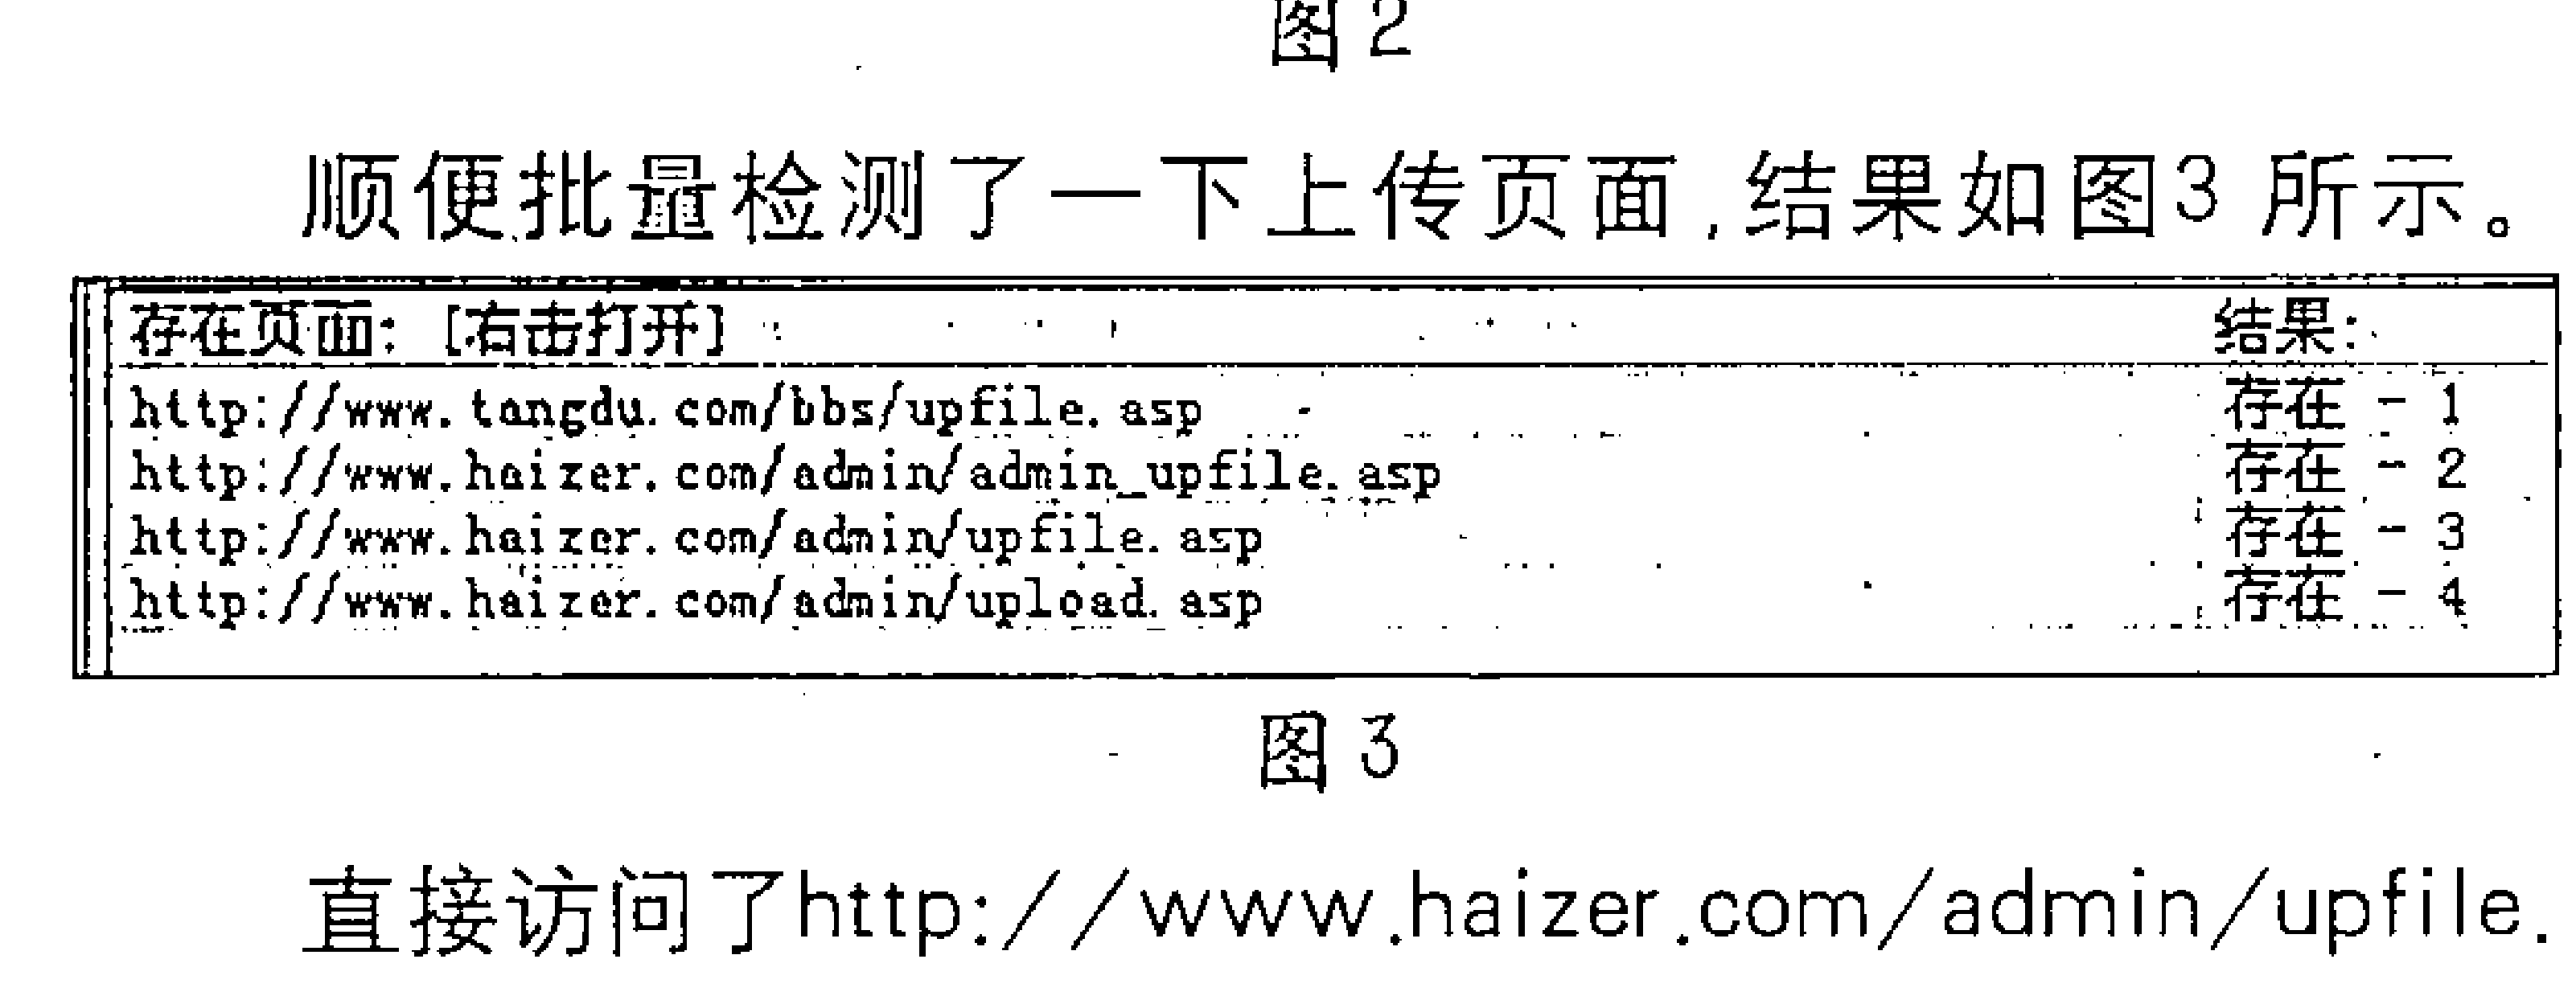 图2
顺便批量检测了一下上传页面,结果如图3 所示。
存在页面: [右击打开] 结果:
http://www.tangdu.com/bbs/upfile.asp 存在 - 1
http://www.haizer.com/admin/admin_upfile.asp 存在 - 2
http://www.haizer.com/admin/upfile.asp 存在 - 3
http://www.haizer.com/admin/upload.asp 存在 - 4
图3
直接访问了http://www.haizer.com/admin/upfile.